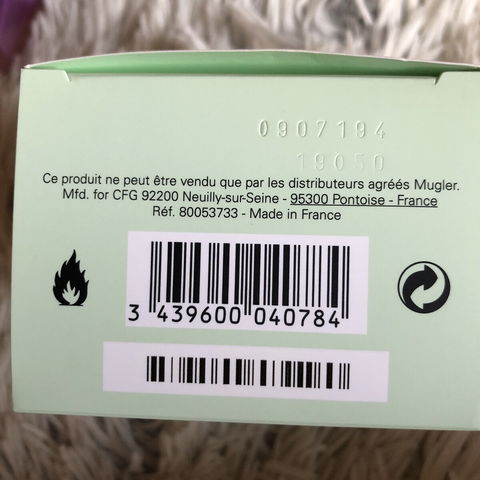 0907194
19050
Ce produit ne peut être vendu que par les distributeurs agréés Mugler.
Mfd. for CFG 92200 Neuilly-sur-Seine - 95300 Pontoise - France
Réf. 80053733 - Made in France
3 439600 040784